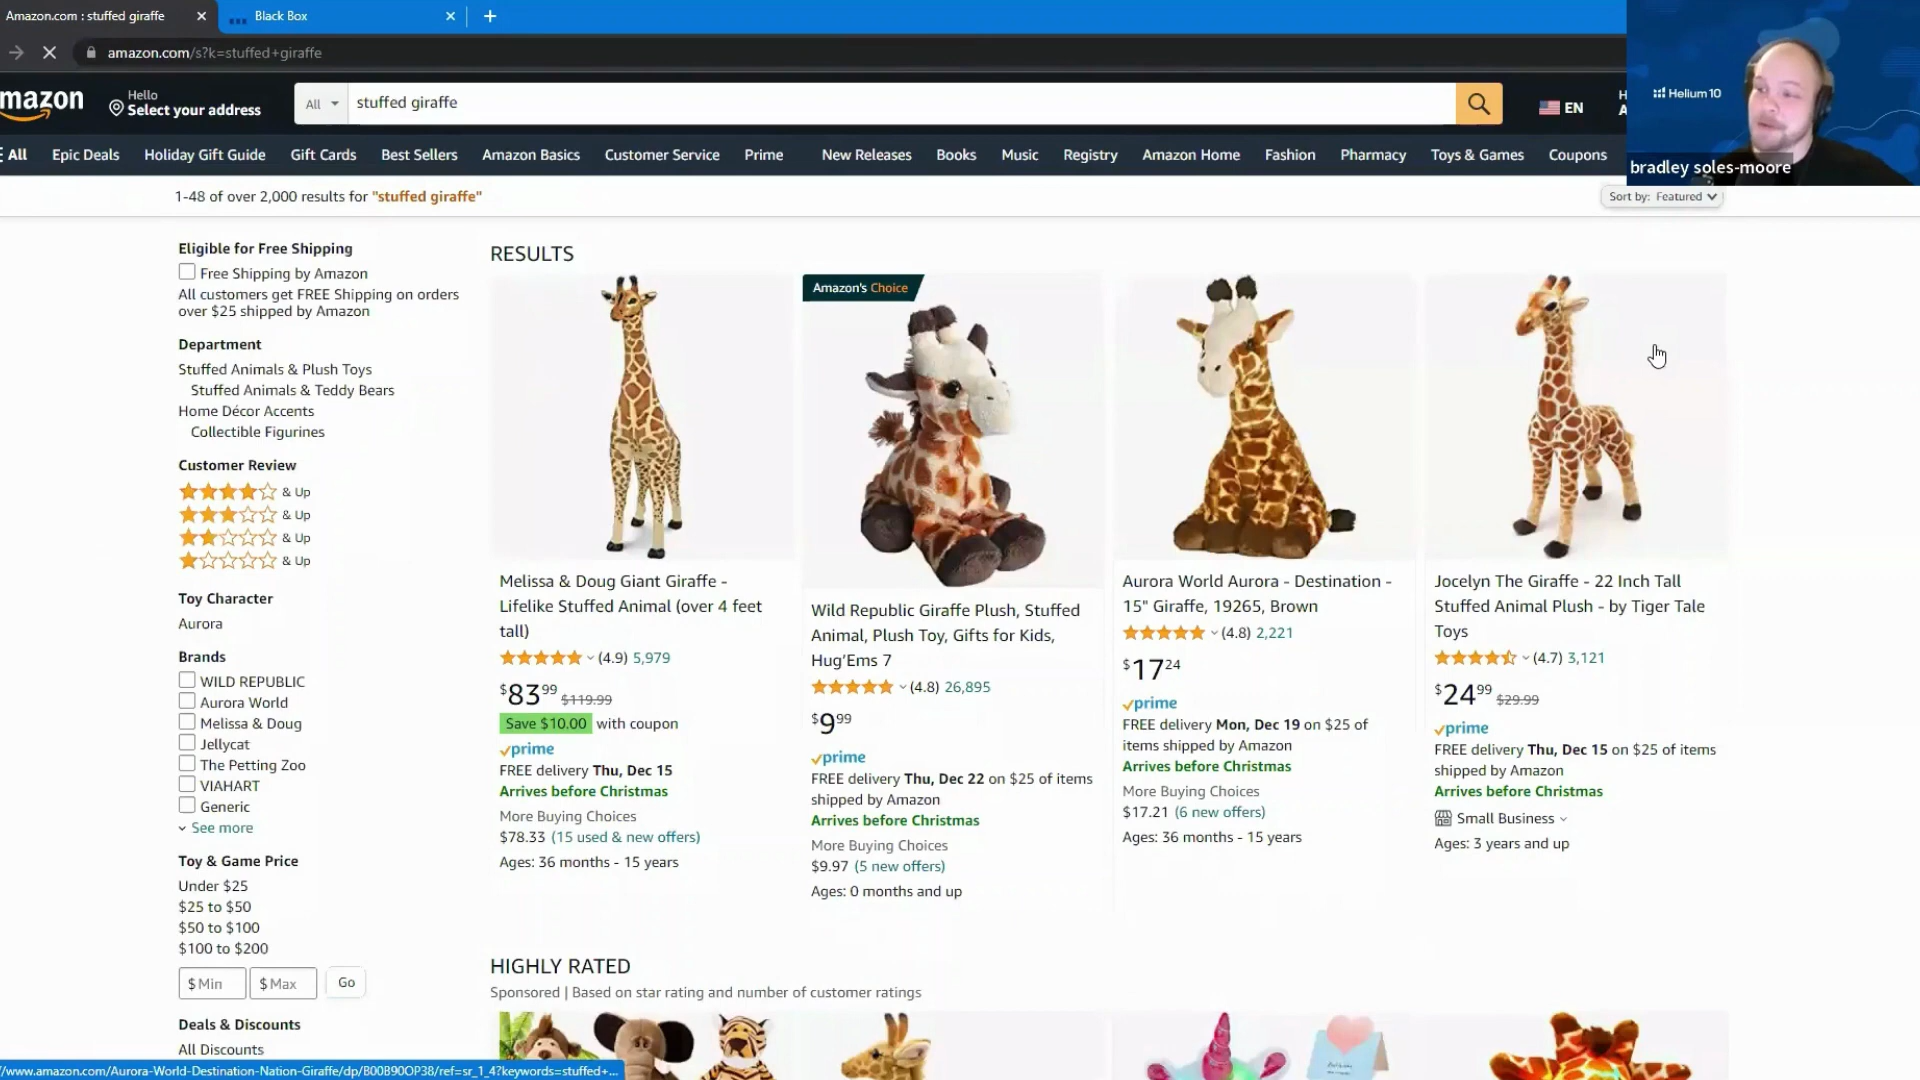 Amazon.com : stuffed giraffe
Black Box
amazon.com/s?k=stuffed+giraffe
mazon
Hello
Select your address
All
stuffed giraffe
EN
Helium 10
bradley soles-moore
All
Epic Deals
Holiday Gift Guide
Gift Cards
Best Sellers
Amazon Basics
Customer Service
Prime
New Releases
Books
Music
Registry
Amazon Home
Fashion
Pharmacy
Toys & Games
Coupons
1-48 of over 2,000 results for "stuffed giraffe"
Sort by: Featured
Eligible for Free Shipping
Free Shipping by Amazon
All customers get FREE Shipping on orders
over $25 shipped by Amazon
Department
Stuffed Animals & Plush Toys
Stuffed Animals & Teddy Bears
Home Décor Accents
Collectible Figurines
Customer Review
& Up
& Up
& Up
& Up
Toy Character
Aurora
Brands
WILD REPUBLIC
Aurora World
Melissa & Doug
Jellycat
The Petting Zoo
VIAHART
Generic
See more
Toy & Game Price
Under $25
$25 to $50
$50 to $100
$100 to $200
$ Min
$ Max
Go
Deals & Discounts
All Discounts
RESULTS
Melissa & Doug Giant Giraffe -
Lifelike Stuffed Animal (over 4 feet
tall)
(4.9) 5,979
$83.99 $119.99
Save $10.00 with coupon
prime
FREE delivery Thu, Dec 15
Arrives before Christmas
More Buying Choices
$78.33 (15 used & new offers)
Ages: 36 months - 15 years
Amazon's Choice
Wild Republic Giraffe Plush, Stuffed
Animal, Plush Toy, Gifts for Kids,
Hug’Ems 7
(4.8) 26,895
$9.99
prime
FREE delivery Thu, Dec 22 on $25 of items
shipped by Amazon
Arrives before Christmas
More Buying Choices
$9.97 (5 new offers)
Ages: 0 months and up
Aurora World Aurora - Destination -
15" Giraffe, 19265, Brown
(4.8) 2,221
$17.24
prime
FREE delivery Mon, Dec 19 on $25 of
items shipped by Amazon
Arrives before Christmas
More Buying Choices
$17.21 (6 new offers)
Ages: 36 months - 15 years
Jocelyn The Giraffe - 22 Inch Tall
Stuffed Animal Plush - by Tiger Tale
Toys
(4.7) 3,121
$24.99 $29.99
prime
FREE delivery Thu, Dec 15 on $25 of items
shipped by Amazon
Arrives before Christmas
Small Business
Ages: 3 years and up
HIGHLY RATED
Sponsored | Based on star rating and number of customer ratings
/www.amazon.com/Aurora-World-Destination-Nation-Giraffe/dp/B00B90OP38/ref=sr_1_4?keywords=stuffed+...